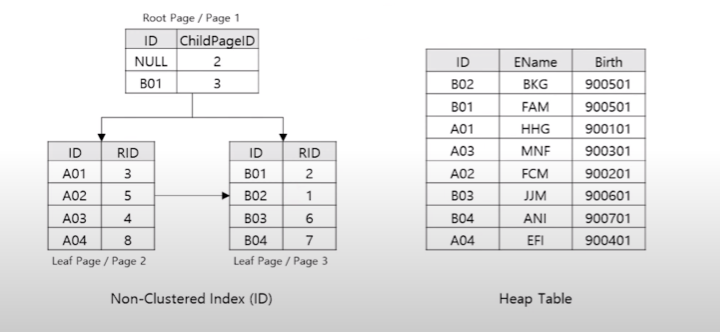 Root Page / Page 1
ID ChildPageID
NULL 2
B01 3
ID RID
A01 3
A02 5
A03 4
A04 8
Leaf Page / Page 2
ID RID
B01 2
B02 1
B03 6
B04 7
Leaf Page / Page 3
Non-Clustered Index (ID)
ID EName Birth
B02 BKG 900501
B01 FAM 900501
A01 HHG 900101
A03 MNF 900301
A02 FCM 900201
B03 JJM 900601
B04 ANI 900701
A04 EFI 900401
Heap Table